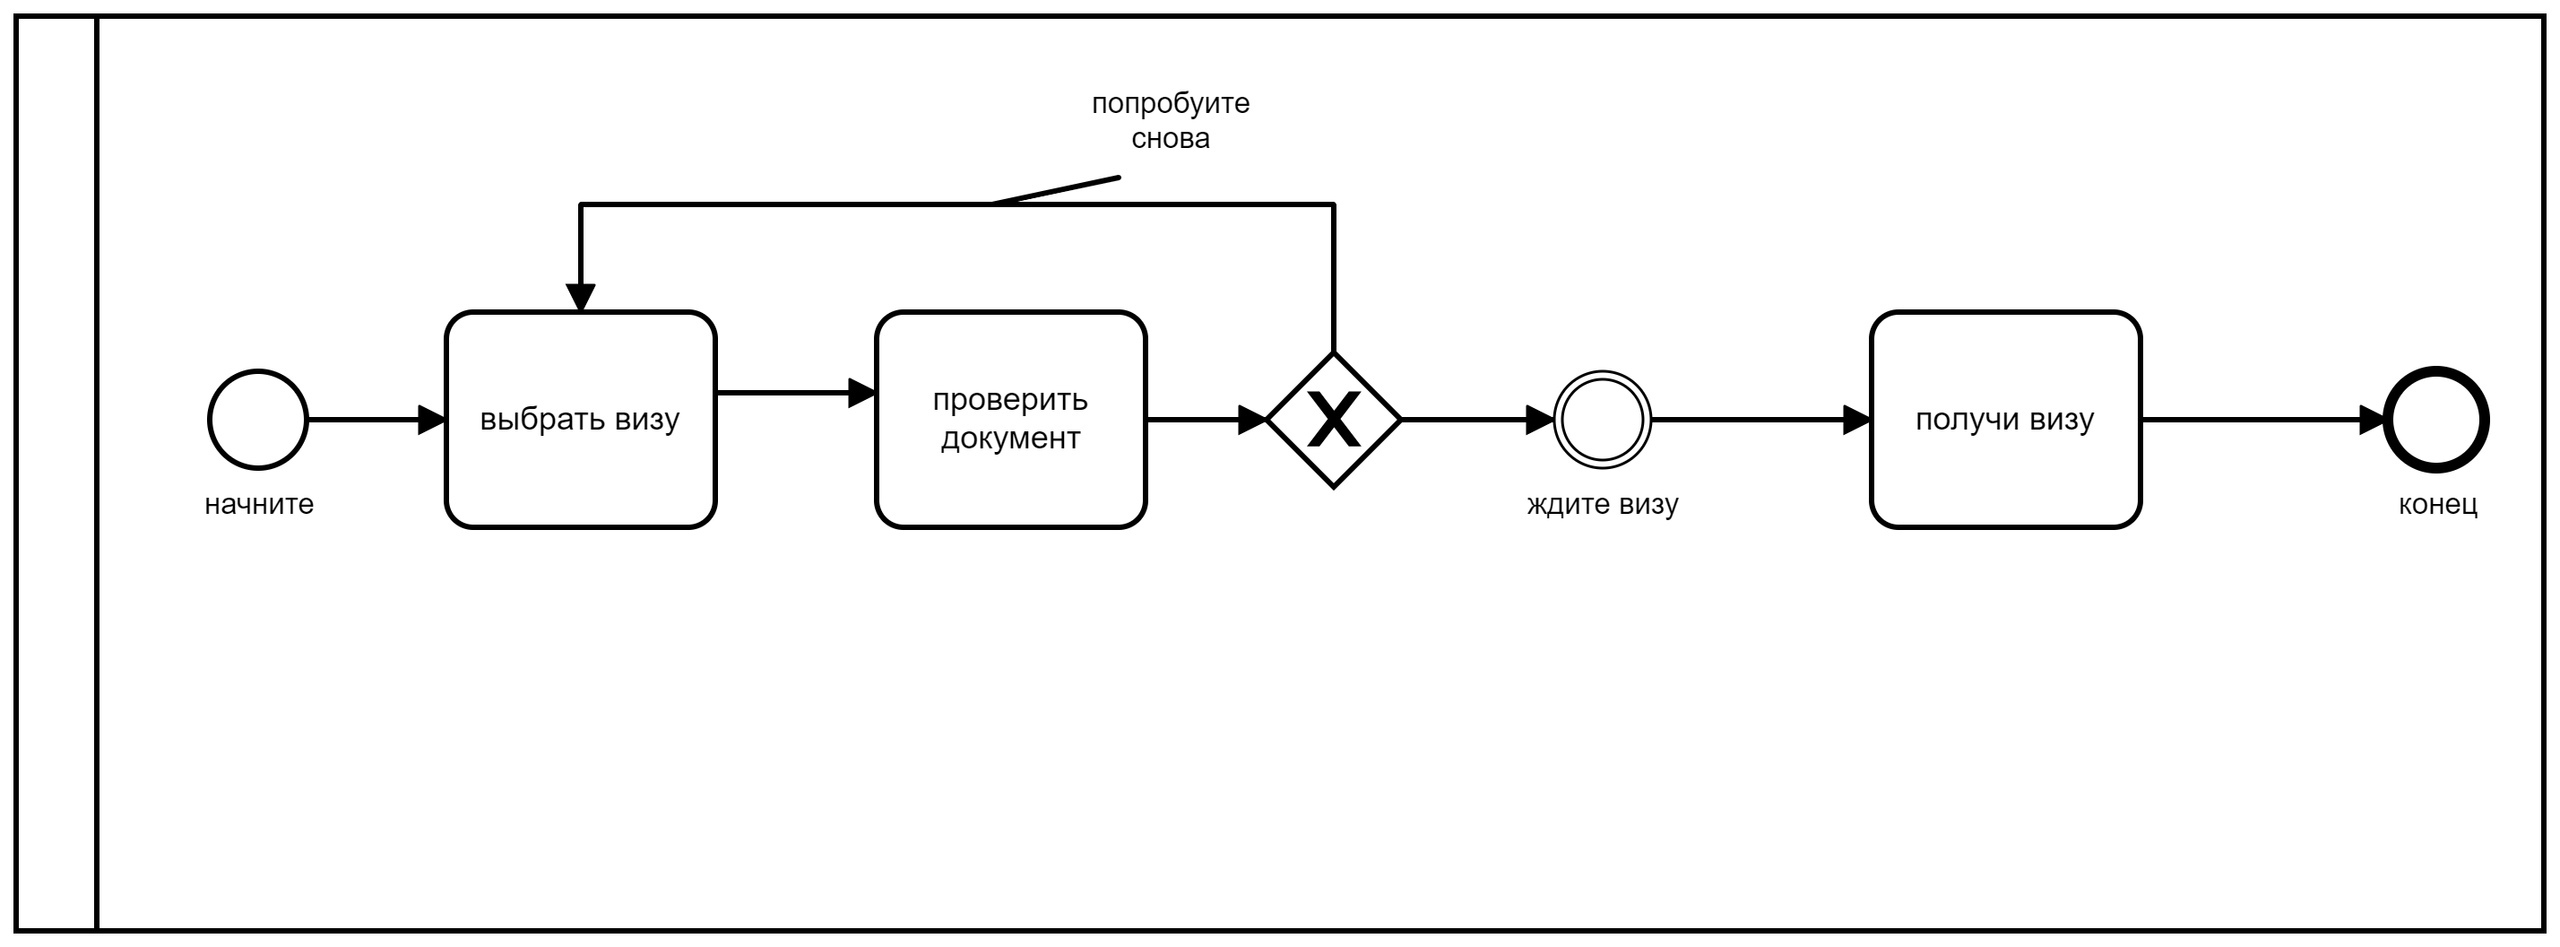 попробуите
снова
выбрать визу
проверить
документ
X
получи визу
начните
ждите визу
конец